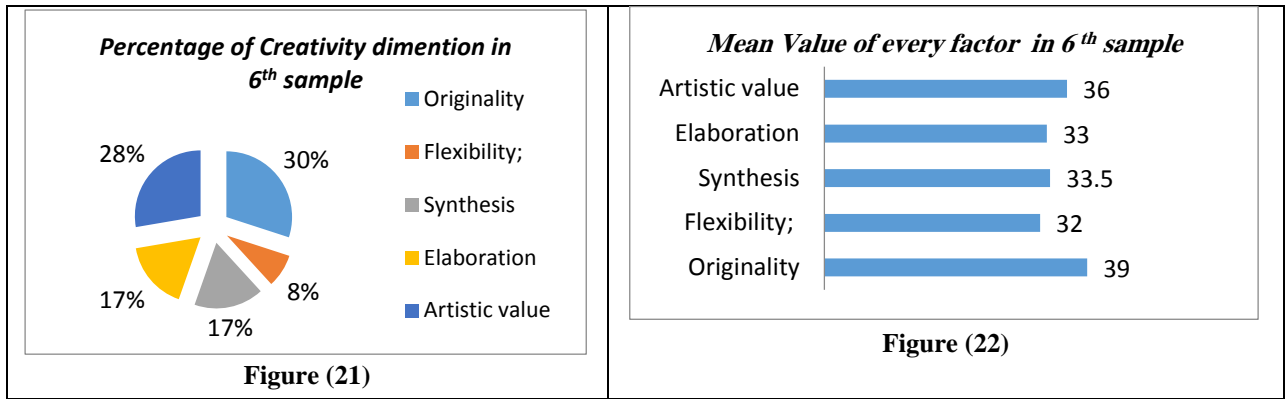 Percentage of Creativity dimention in
6th sample
Originality
Flexibility;
Synthesis
Elaboration
Artistic value
28%
30%
17%
17%
8%
Figure (21)
Mean Value of every factor in 6 th sample
Artistic value 36
Elaboration 33
Synthesis 33.5
Flexibility; 32
Originality 39
Figure (22)